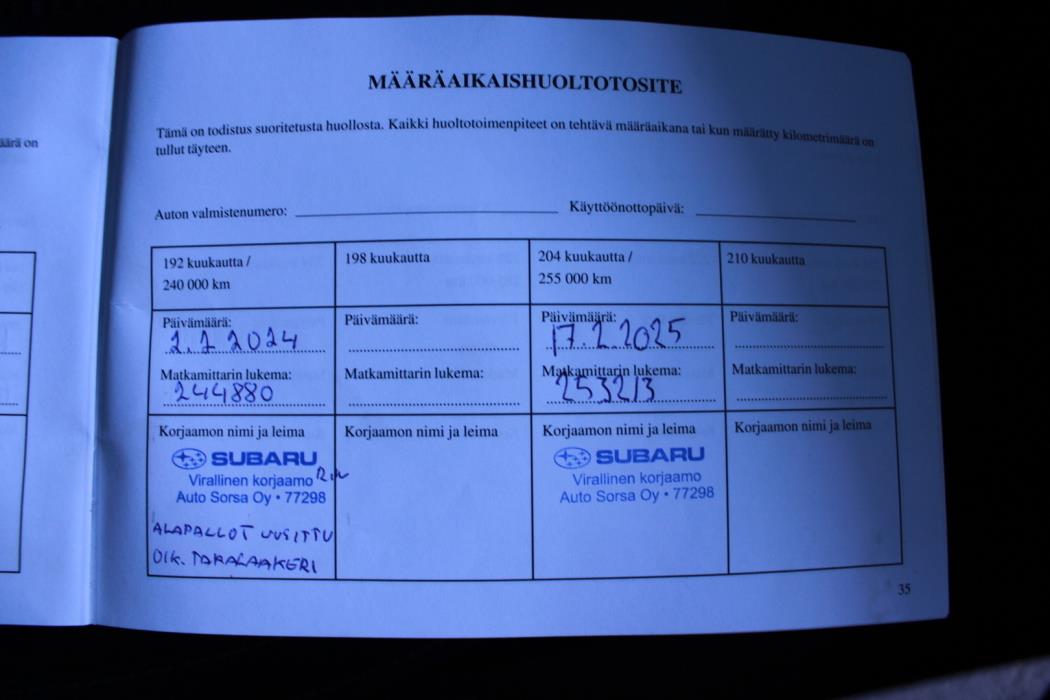 äärä on
MÄÄRÄAIKAISHUOLTOTOSITE
Tämä on todistus suoritetusta huollosta. Kaikki huoltotoimenpiteet on tehtävä määräaikana tai kun määrätty kilometrimäärä on
tullut täyteen.
Auton valmistenumero: Käyttöönottopäivä:
192 kuukautta /
240 000 km
198 kuukautta
204 kuukautta /
255 000 km
210 kuukautta
Päivämäärä:
2.2 2024
Päivämäärä:
Päivämäärä:
17.2.2025
Päivämäärä:
Matkamittarin lukema:
244880
Matkamittarin lukema:
Matkamittarin lukema:
253213
Matkamittarin lukema:
Korjaamon nimi ja leima
SUBARU
Virallinen korjaamo
Auto Sorsa Oy • 77298
ALAPALLOT UUSITTU
OIK. TAKALAAKERI
Korjaamon nimi ja leima
Korjaamon nimi ja leima
SUBARU
Virallinen korjaamo
Auto Sorsa Oy • 77298
Korjaamon nimi ja leima
35